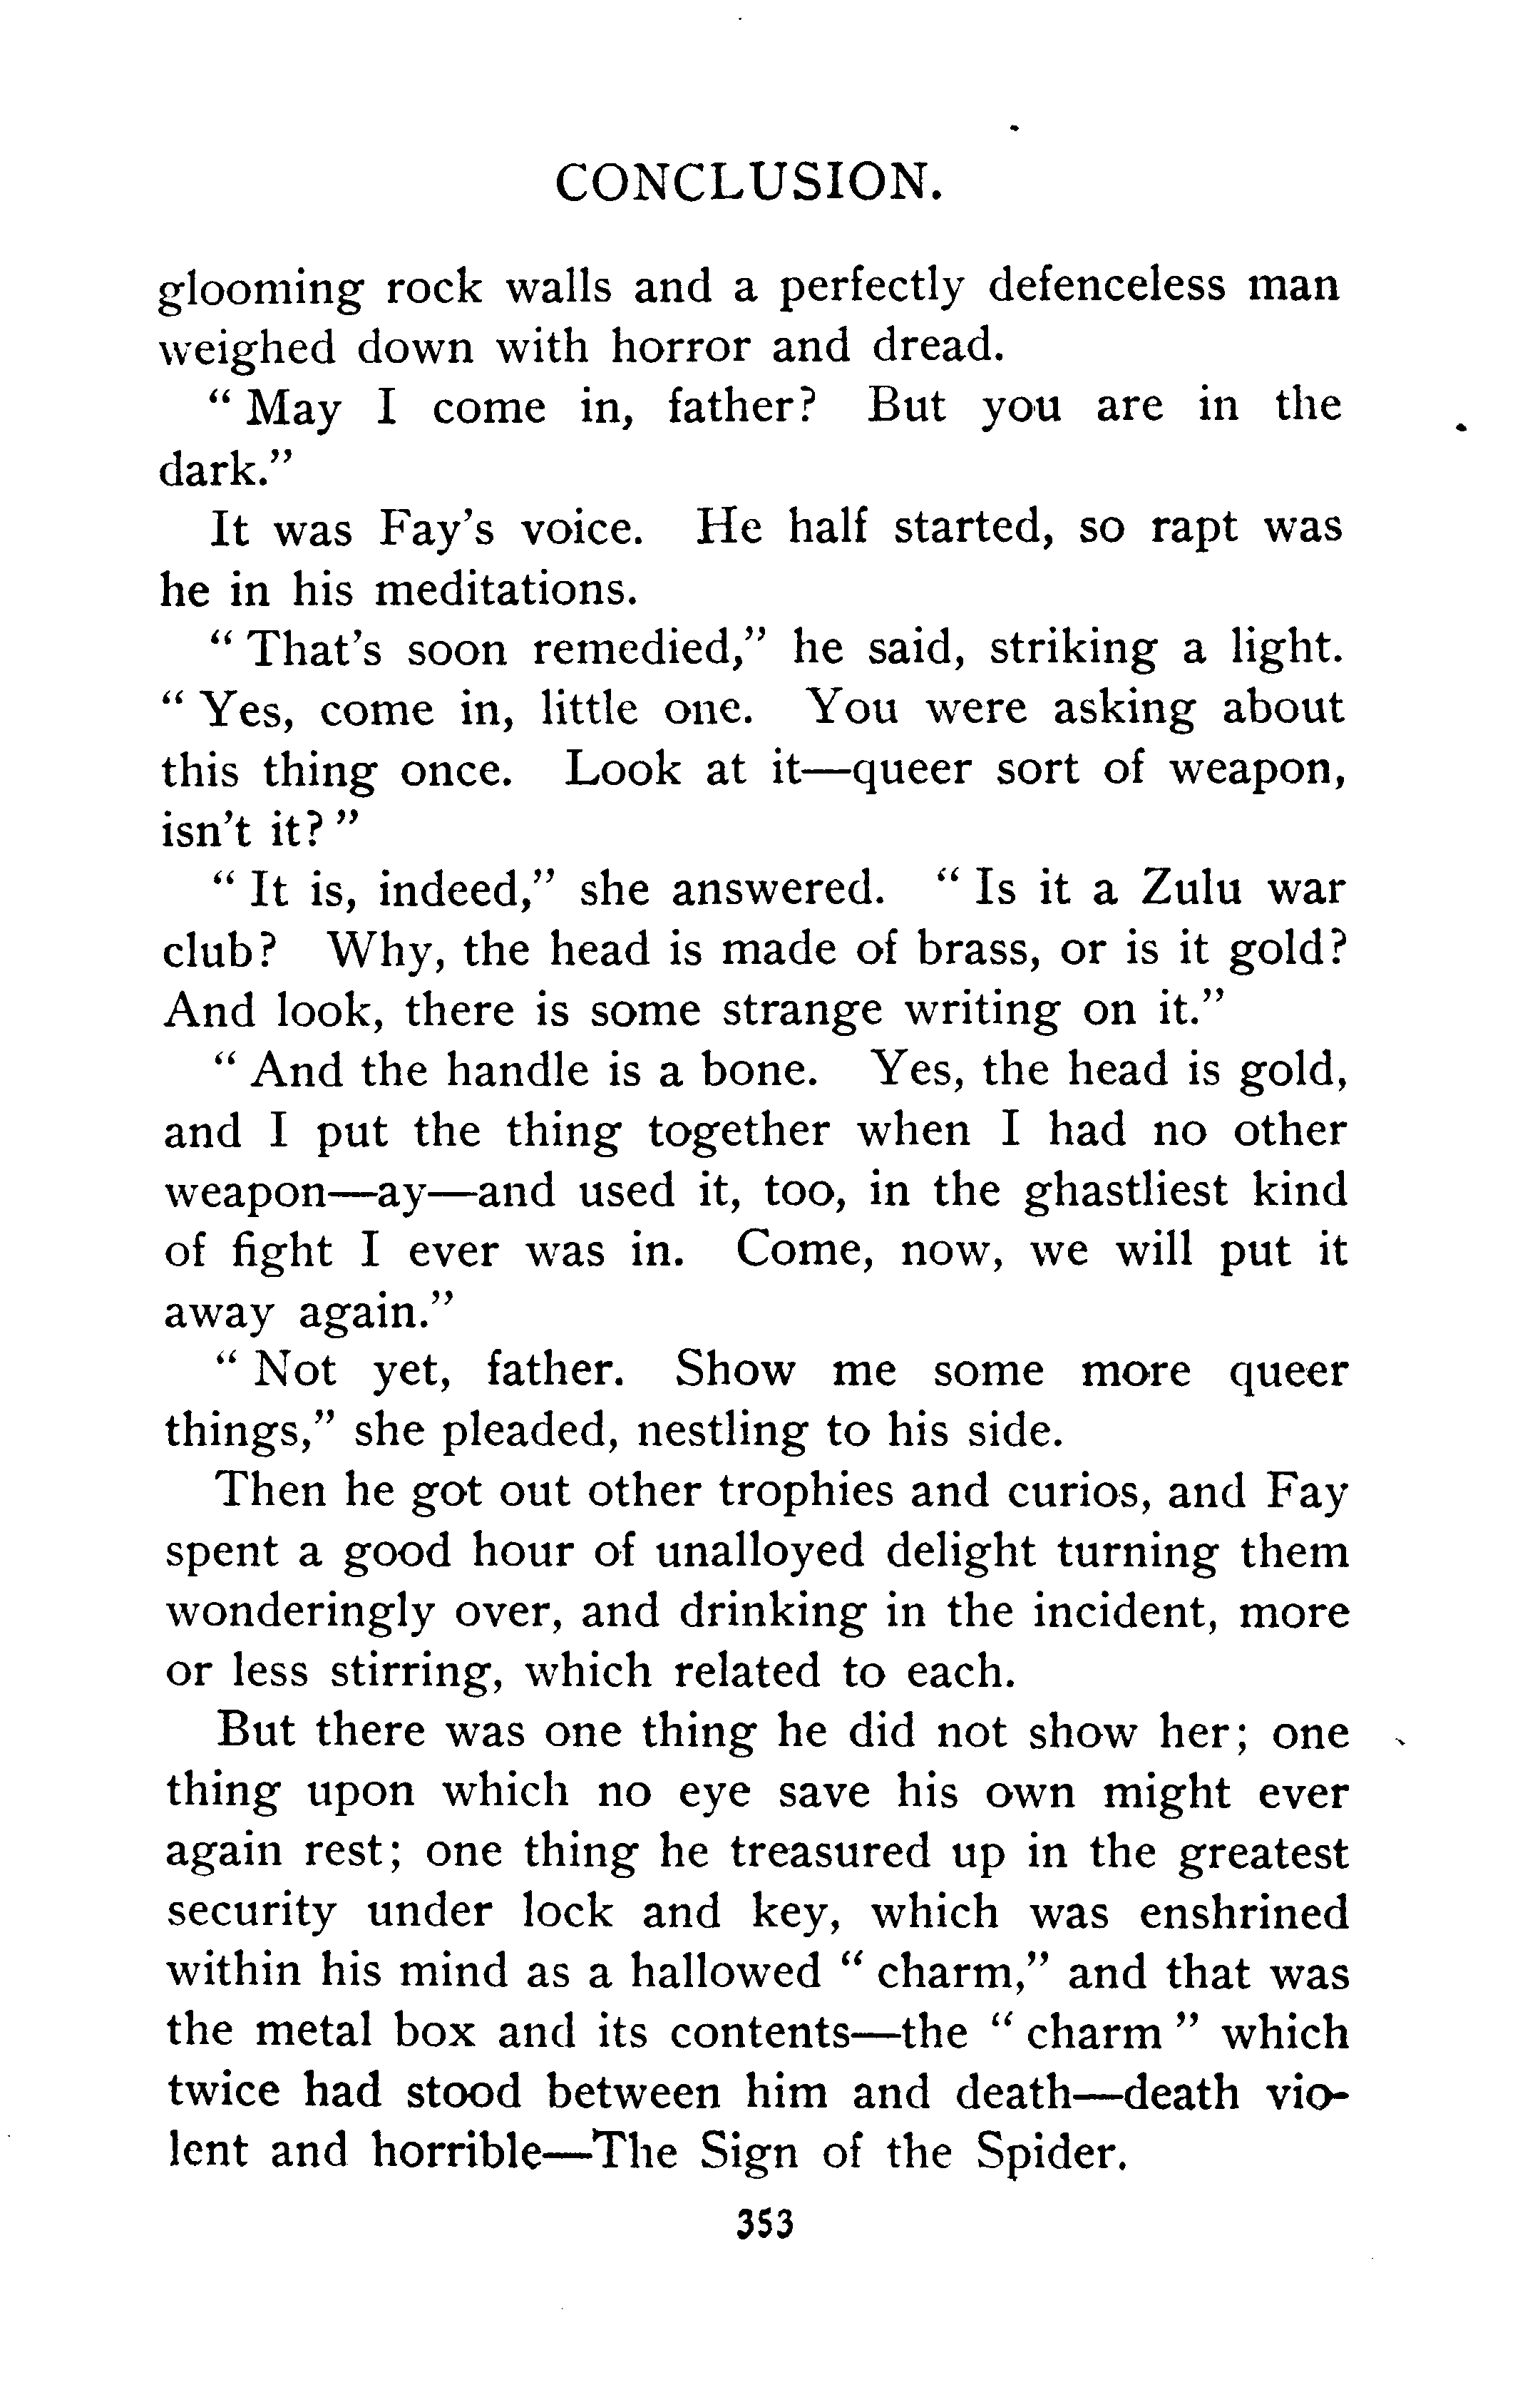 CONCLUSION.
glooming rock walls and a perfectly defenceless man
weighed down with horror and dread.
“ May I come in, father? But you are in the
dark.”
It was Fay’s voice. He half started, so rapt was
he in his meditations.
“ That’s soon remedied,” he said, striking a light.
“ Yes, come in, little one. You were asking about
this thing once. Look at it—queer sort of weapon,
isn’t it? ”
“ It is, indeed,” she answered. “ Is it a Zulu war
club? Why, the head is made of brass, or is it gold?
And look, there is some strange writing on it.”
“ And the handle is a bone. Yes, the head is gold,
and I put the thing together when I had no other
weapon—ay—and used it, too, in the ghastliest kind
of fight I ever was in. Come, now, we will put it
away again.”
“ Not yet, father. Show me some more queer
things,” she pleaded, nestling to his side.
Then he got out other trophies and curios, and Fay
spent a good hour of unalloyed delight turning them
wonderingly over, and drinking in the incident, more
or less stirring, which related to each.
But there was one thing he did not show her; one
thing upon which no eye save his own might ever
again rest; one thing he treasured up in the greatest
security under lock and key, which was enshrined
within his mind as a hallowed “ charm,” and that was
the metal box and its contents—the “ charm ” which
twice had stood between him and death—death vio-
lent and horrible—The Sign of the Spider.
353